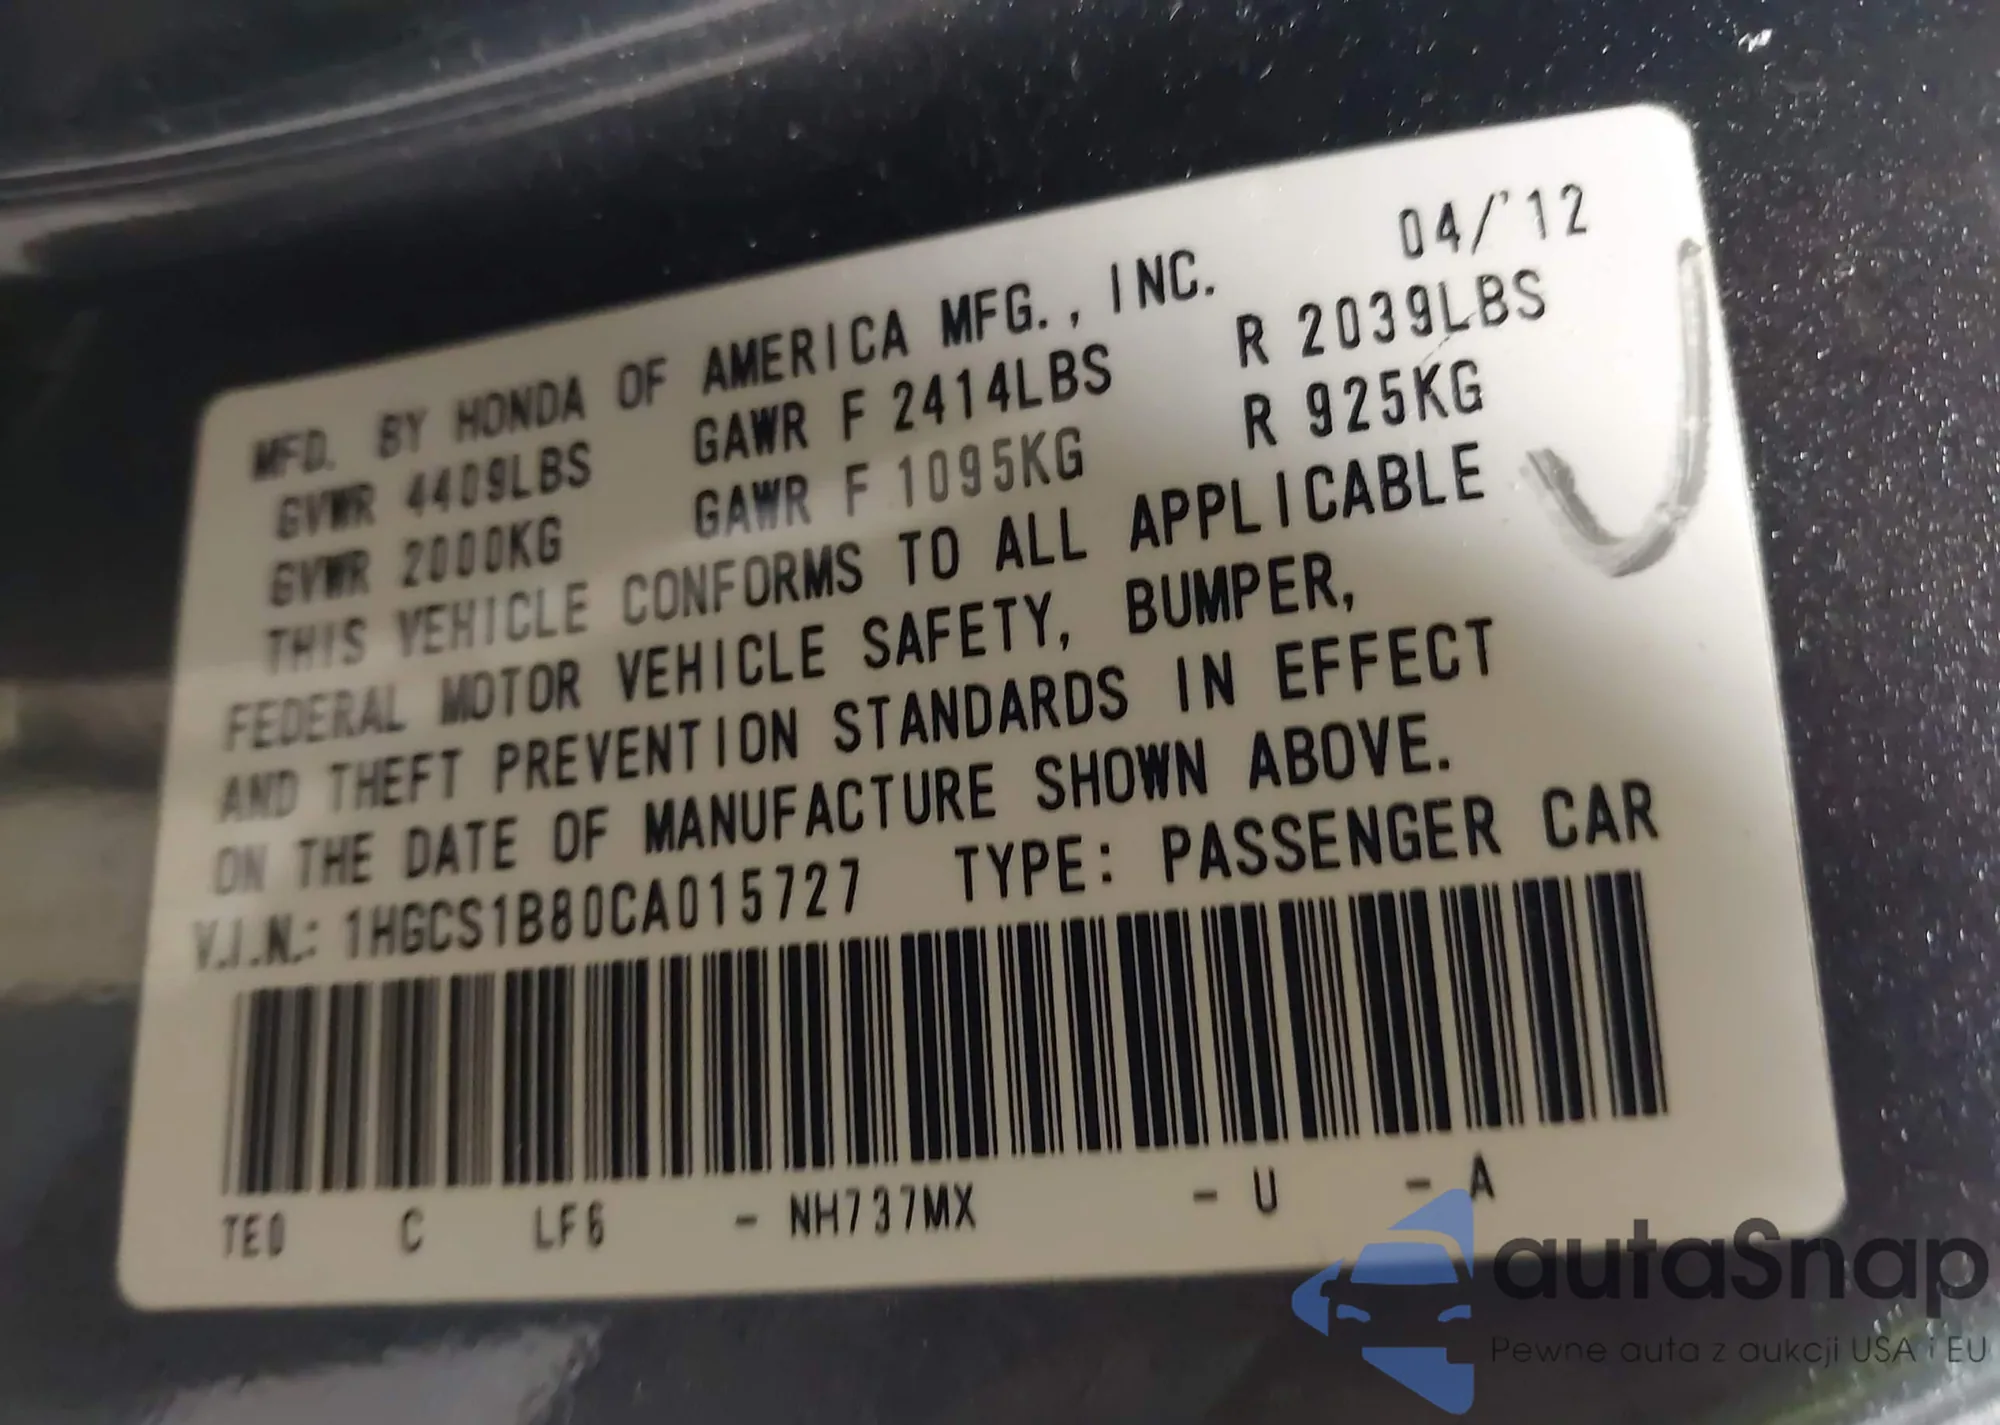 MFD. BY HONDA OF AMERICA MFG., INC. 04/'12
GVWR 4409LBS GAWR F 2414LBS R 2039LBS
GVWR 2000KG GAWR F 1095KG R 925KG
THIS VEHICLE CONFORMS TO ALL APPLICABLE
FEDERAL MOTOR VEHICLE SAFETY, BUMPER,
AND THEFT PREVENTION STANDARDS IN EFFECT
ON THE DATE OF MANUFACTURE SHOWN ABOVE.
V.I.N.: 1HGCS1B80CA015727 TYPE: PASSENGER CAR
TE0 C LF6 - NH737MX - U - A
autaSnap
Pewne auta z aukcji USA i EU